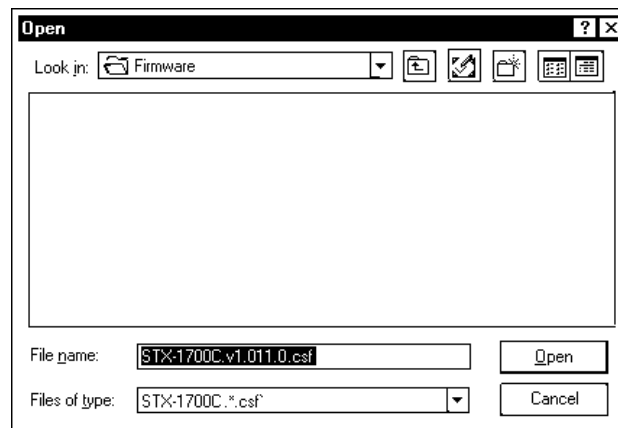 Open
Look in: Firmware
File name: STX-1700C.v1.011.0.csf
Open
Files of type: STX-1700C.*.csf`
Cancel